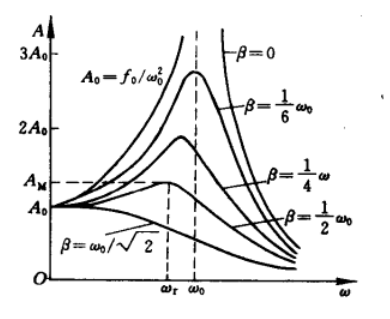 A
3A₀
A₀=f₀/ω₀²
β=0
β=1/6 ω₀
2A₀
β=1/4 ω
A_M
β=1/2 ω₀
A₀
β=ω₀/√2
O
ω_r
ω₀
ω